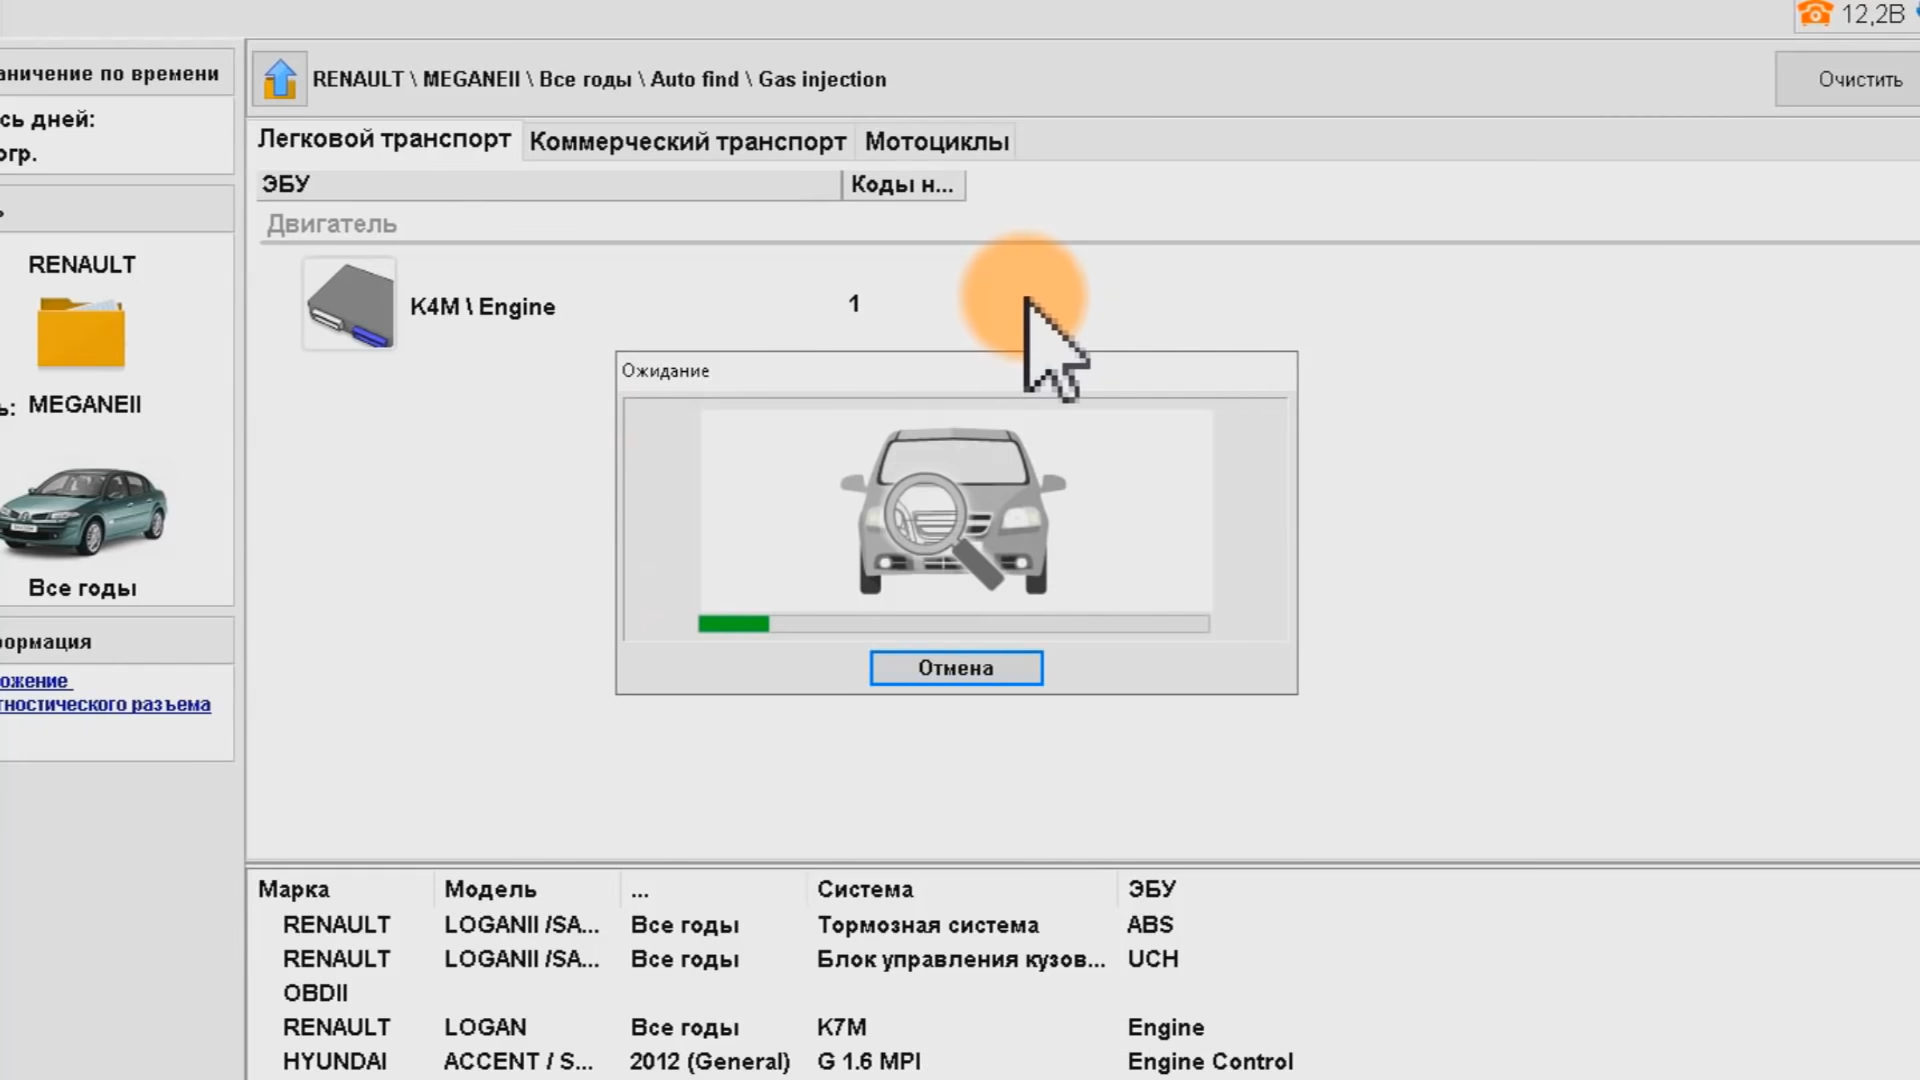 12,2В
аничение по времени
RENAULT \ MEGANEII \ Все годы \ Auto find \ Gas injection
Очистить
сь дней:
огр.
Легковой транспорт
Коммерческий транспорт
Мотоциклы
ЭБУ
Коды н...
ь
Двигатель
RENAULT
K4M \ Engine
1
Ожидание
ь: MEGANEII
Все годы
Отмена
ормация
ожение
гностического разъема
Марка Модель ... Система ЭБУ
RENAULT LOGANII /SA... Все годы Тормозная система ABS
RENAULT LOGANII /SA... Все годы Блок управления кузов... UCH
OBDII
RENAULT LOGAN Все годы K7M Engine
HYUNDAI ACCENT / S... 2012 (General) G 1.6 MPI Engine Control